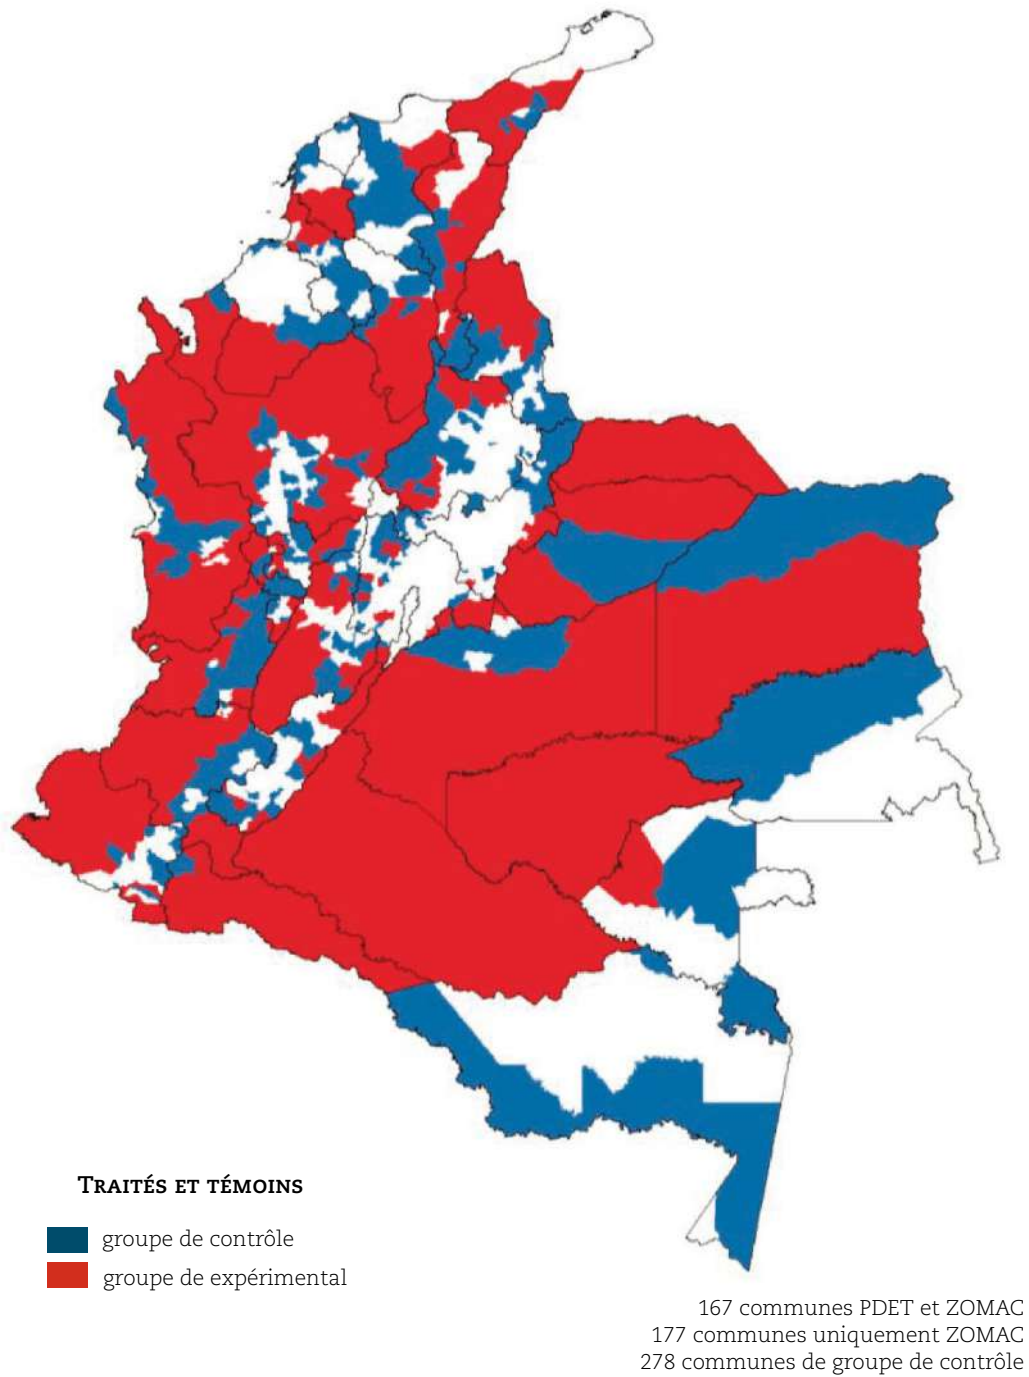 TRAITÉS ET TÉMOINS
groupe de contrôle
groupe de expérimental
167 communes PDET et ZOMAC
177 communes uniquement ZOMAC
278 communes de groupe de contrôle